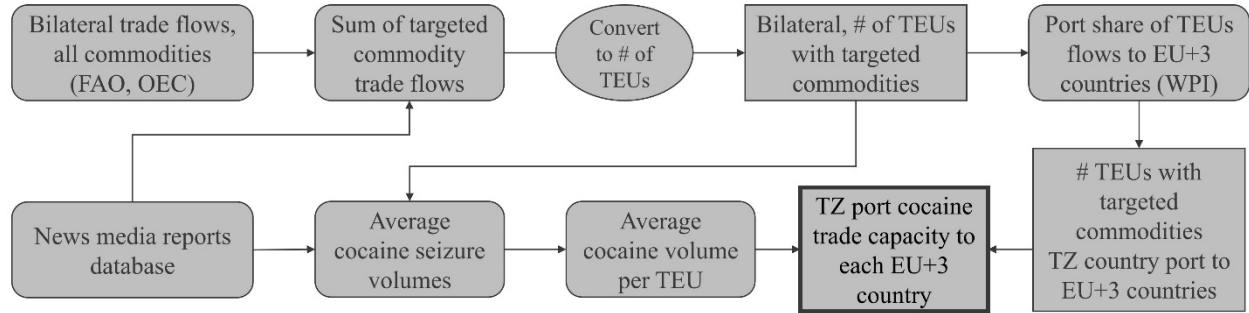 Bilateral trade flows,
all commodities
(FAO, OEC)
Sum of targeted
commodity
trade flows
Convert
to # of
TEUs
Bilateral, # of TEUs
with targeted
commodities
Port share of TEUs
flows to EU+3
countries (WPI)
News media reports
database
Average
cocaine seizure
volumes
Average
cocaine volume
per TEU
TZ port cocaine
trade capacity to
each EU+3
country
# TEUs with
targeted
commodities
TZ country port to
EU+3 countries